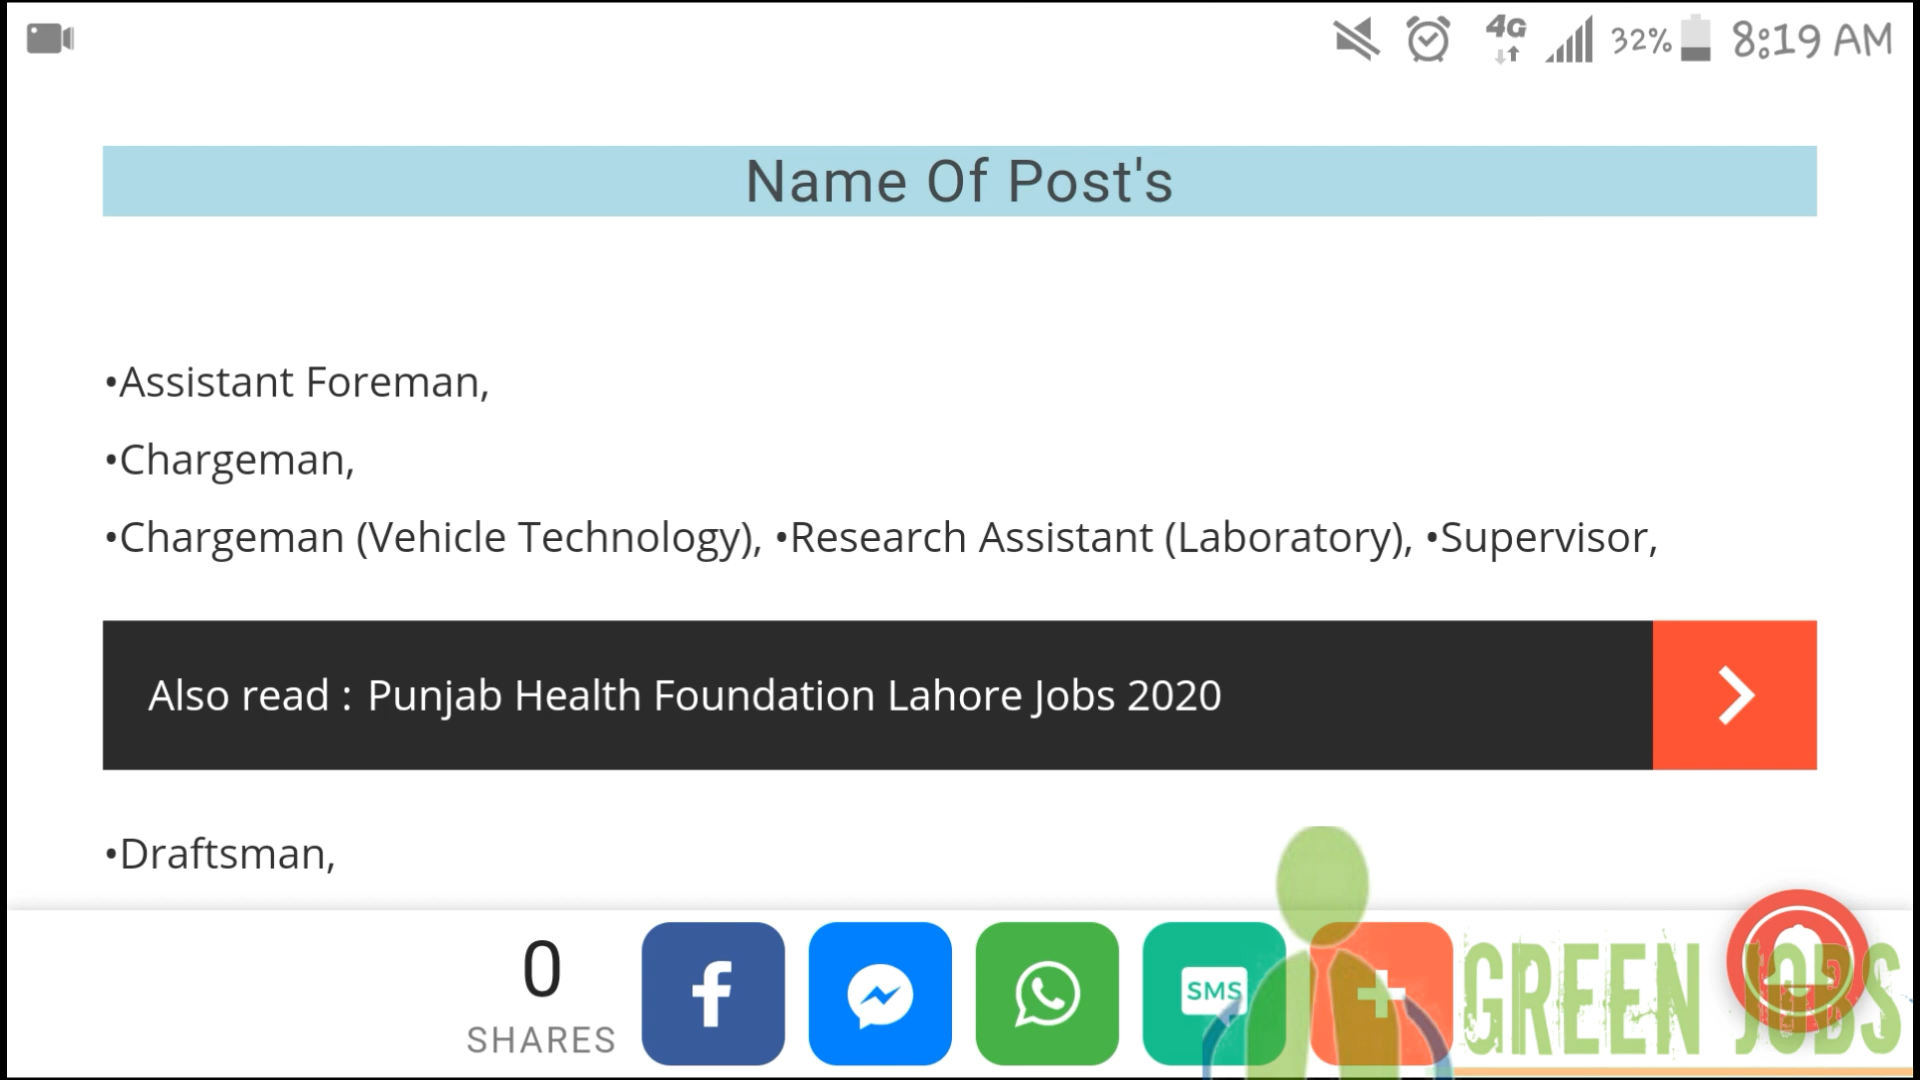 4G 32% 8:19 AM
Name Of Post's
•Assistant Foreman,
•Chargeman,
•Chargeman (Vehicle Technology), •Research Assistant (Laboratory), •Supervisor,
Also read : Punjab Health Foundation Lahore Jobs 2020
•Draftsman,
0
SHARES
SMS
GREEN JOBS